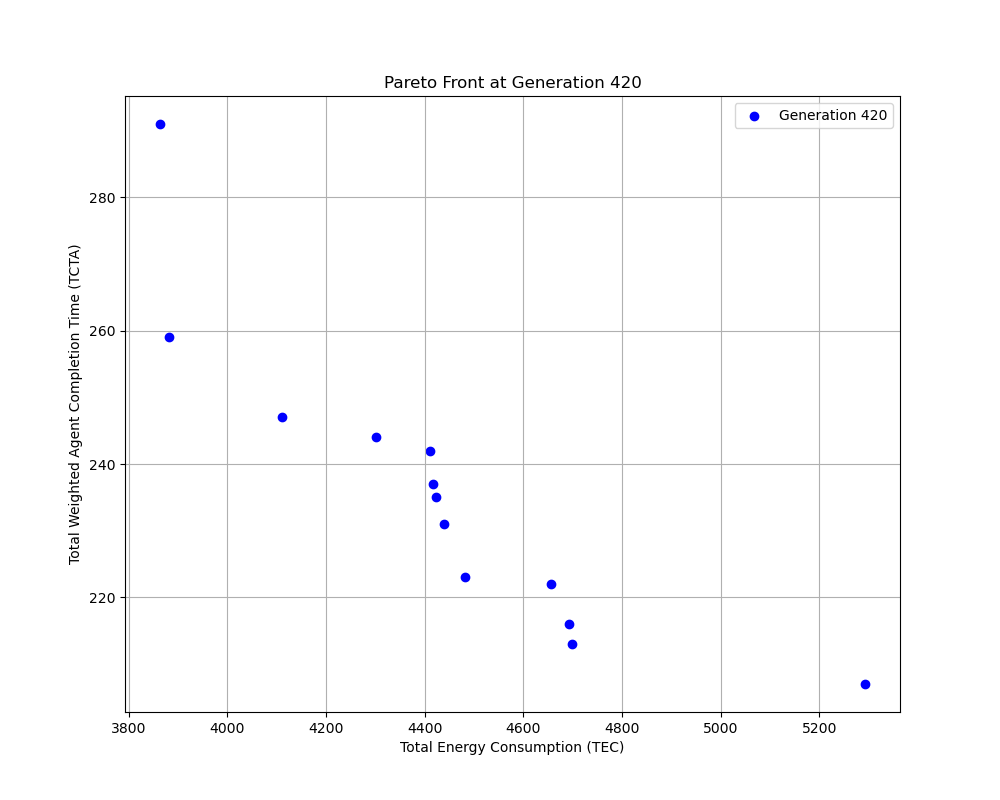 Pareto Front at Generation 420
Generation 420
Total Weighted Agent Completion Time (TCTA)
280
260
240
220
3800 4000 4200 4400 4600 4800 5000 5200
Total Energy Consumption (TEC)